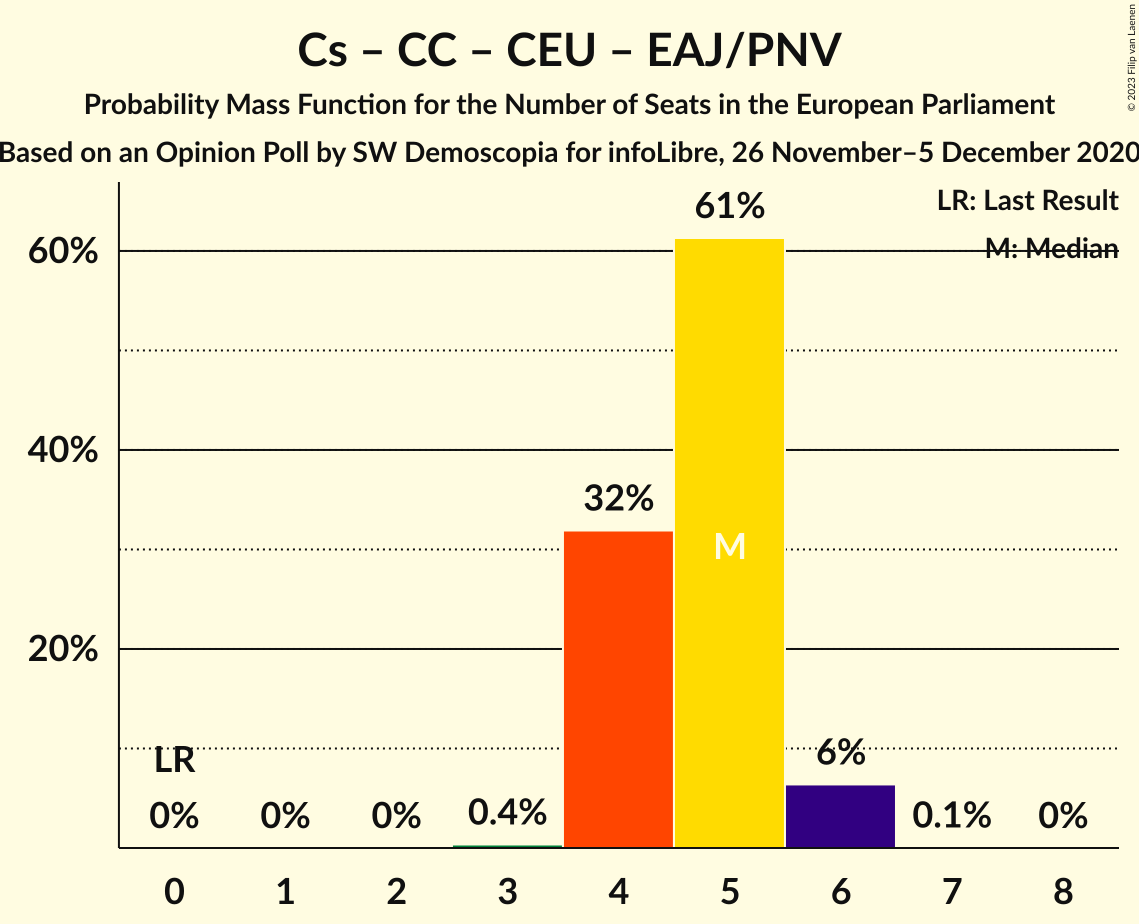 Cs – CC – CEU – EAJ/PNV
Probability Mass Function for the Number of Seats in the European Parliament
Based on an Opinion Poll by SW Demoscopia for infoLibre, 26 November–5 December 2020
© 2023 Filip van Laenen
LR: Last Result
M: Median
60%
40%
20%
61%
32%
M
6%
LR
0%
0%
0%
0.4%
0.1%
0%
0 1 2 3 4 5 6 7 8